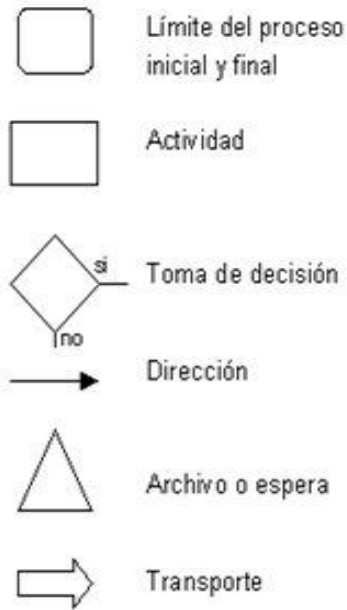 Límite del proceso
inicial y final
Actividad
si
Toma de decisión
no
Dirección
Archivo o espera
Transporte